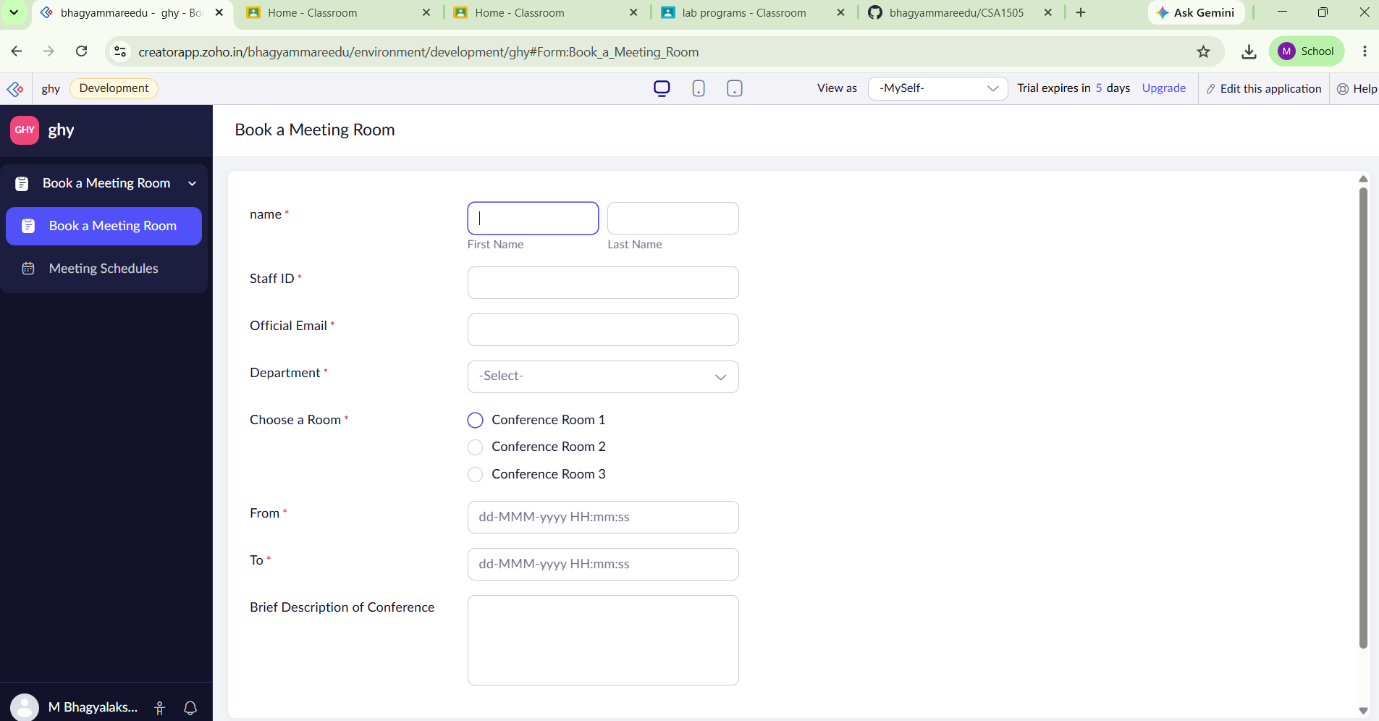 bhagyammareedu - ghy - Bo
Home - Classroom
Home - Classroom
lab programs - Classroom
bhagyammareedu/CSA1505
Ask Gemini
creatorapp.zoho.in/bhagyammareedu/environment/development/ghy#Form:Book_a_Meeting_Room
M School
ghy Development
View as -MySelf- Trial expires in 5 days Upgrade Edit this application Help
GHY ghy
Book a Meeting Room
Book a Meeting Room
Book a Meeting Room
Meeting Schedules
name *
First Name Last Name
Staff ID *
Official Email *
Department * -Select-
Choose a Room * Conference Room 1
Conference Room 2
Conference Room 3
From * dd-MMM-yyyy HH:mm:ss
To * dd-MMM-yyyy HH:mm:ss
Brief Description of Conference
M Bhagyalaks...